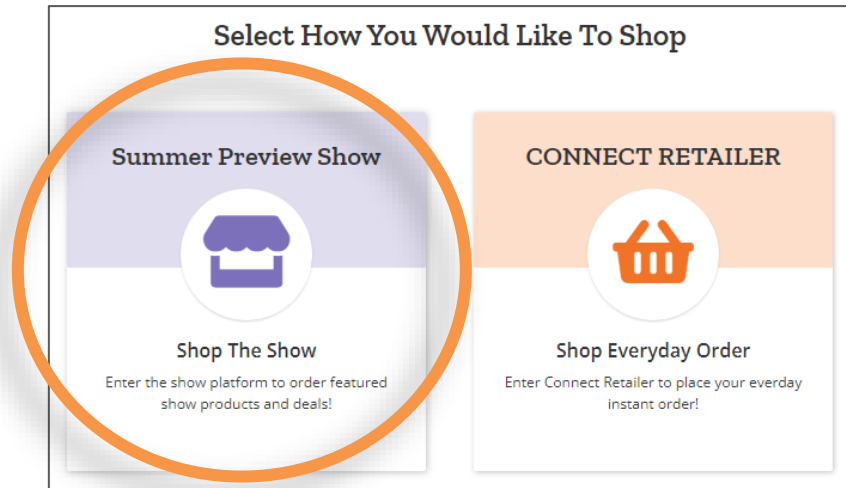 Select How You Would Like To Shop
Summer Preview Show
Shop The Show
Enter the show platform to order featured
show products and deals!
CONNECT RETAILER
Shop Everyday Order
Enter Connect Retailer to place your everday
instant order!